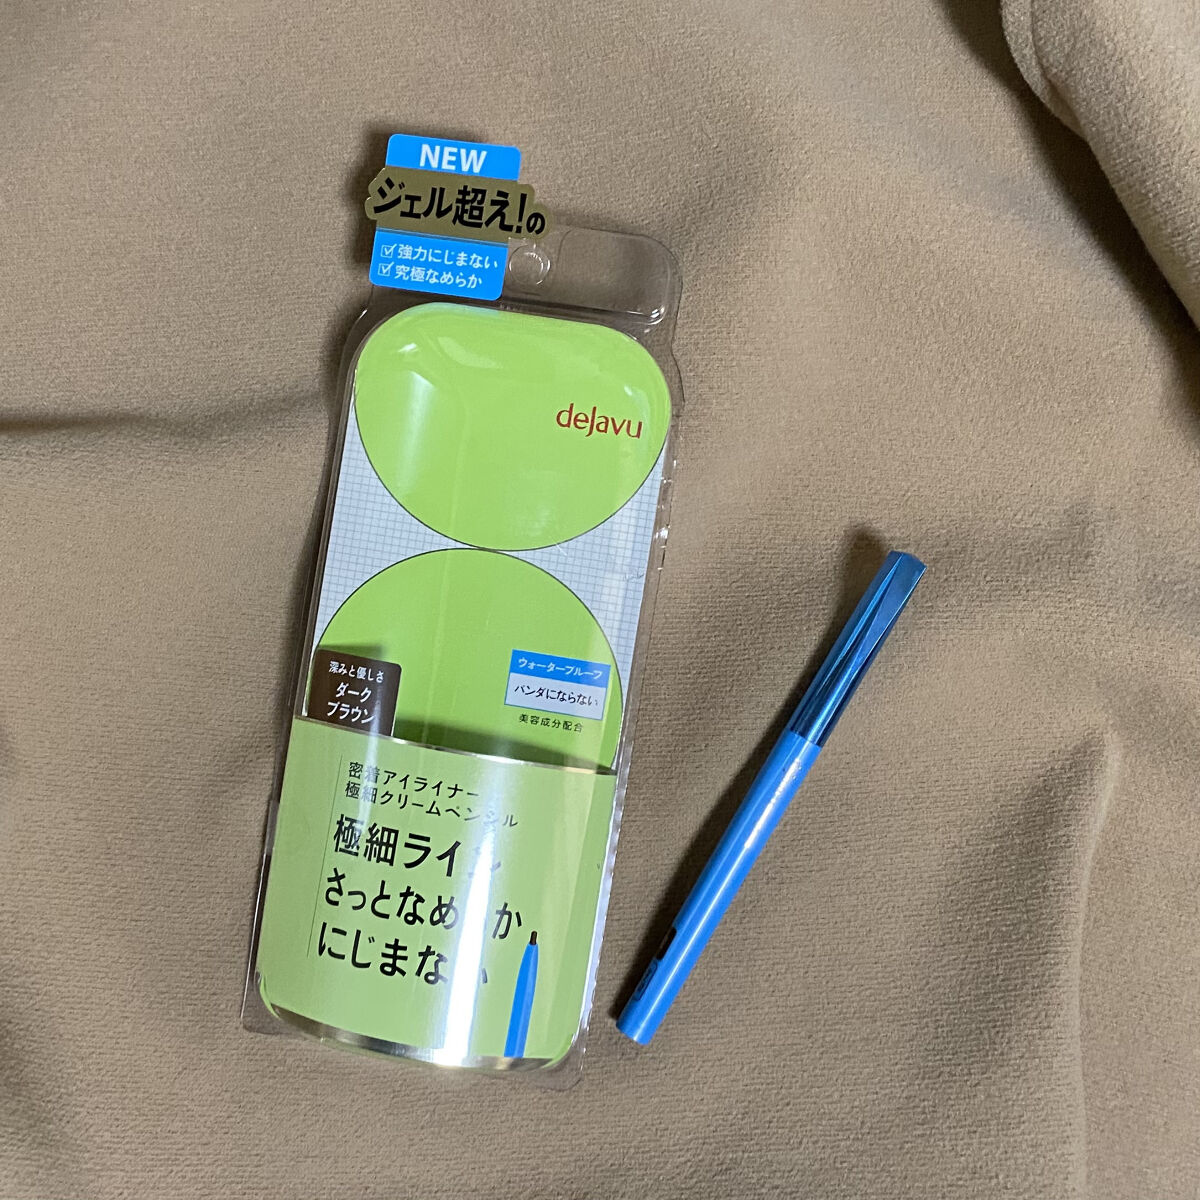 NEW
ジェル超え!の
☑強力ににじまない
☑究極なめらか
dejavu
深みと優しさ
ダーク
ブラウン
ウォータープルーフ
パンダにならない
美容成分配合
密着アイライナー
極細クリームペンシル
極細ライン
さっとなめらか
にじまない